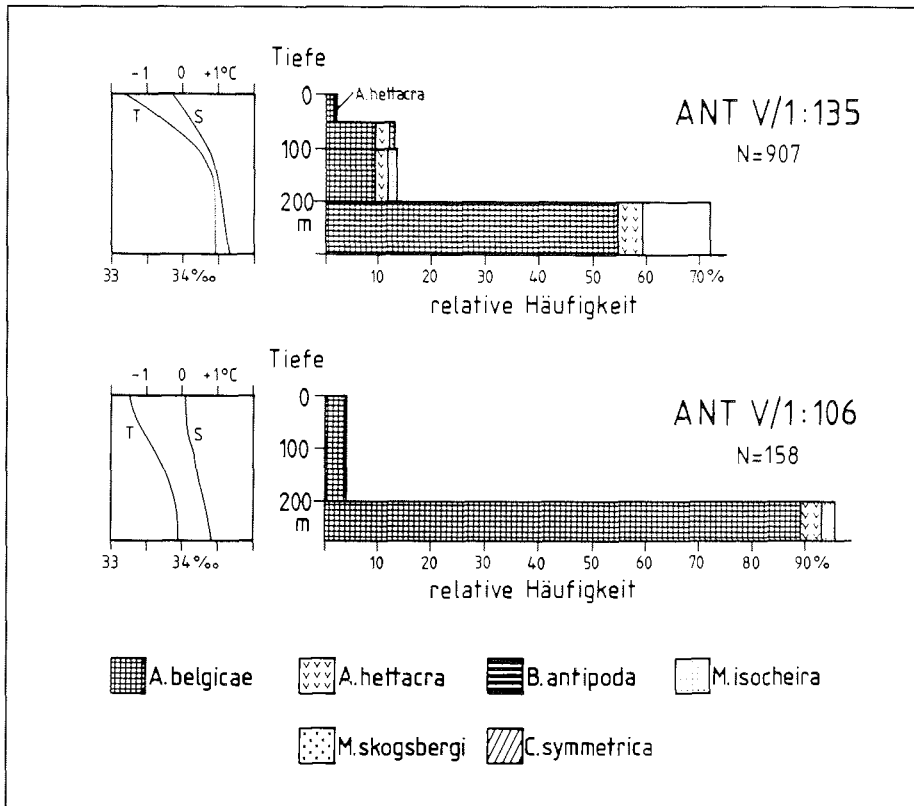 Tiefe
-1 0 +1°C
T S
33 34‰
0
100
200
m
A.hettacra
10 20 30 40 50 60 70%
relative Häufigkeit
ANT V/1:135
N=907
Tiefe
-1 0 +1°C
T S
33 34‰
0
100
200
m
10 20 30 40 50 60 70 80 90%
relative Häufigkeit
ANT V/1:106
N=158
A.belgicae A.hettacra B.antipoda M.isocheira
M.skogsbergi C.symmetrica